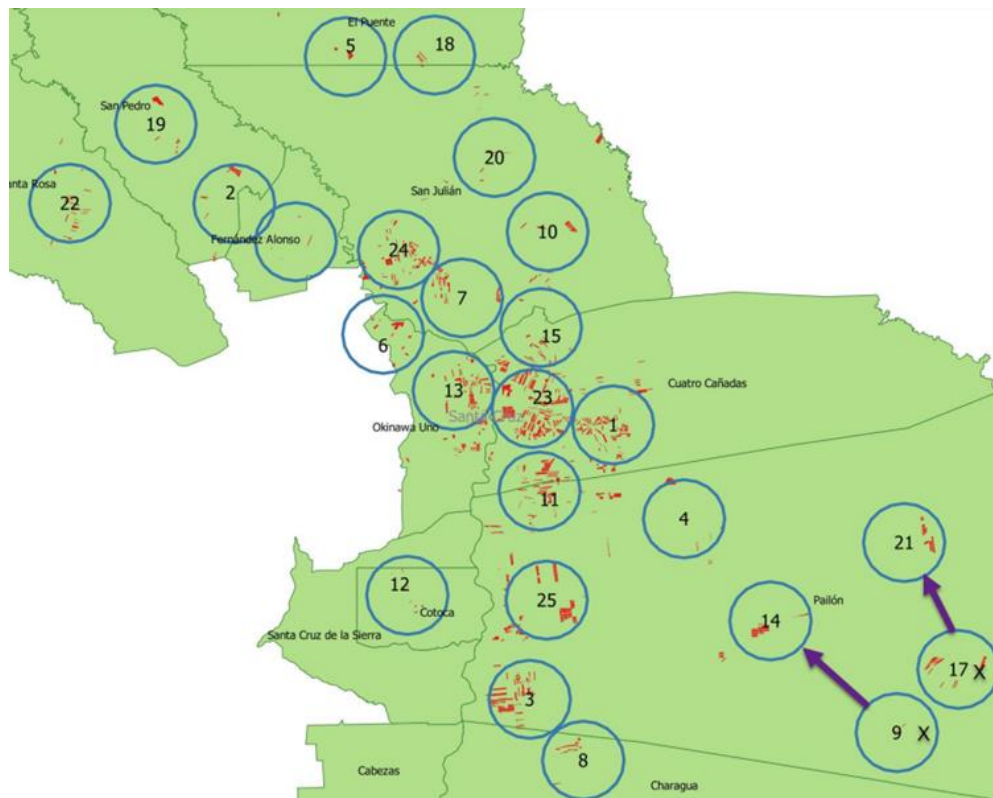 El Puente
5
18
San Pedro
19
20
anta Rosa
22
2
San Julián
Fernández Alonso
10
24
7
6
15
13
23
Cuatro Cañadas
Santa Cruz
1
Okinawa Uno
11
4
21
12
Cotoca
25
14
Pailón
Santa Cruz de la Sierra
17 X
3
9 X
8
Cabezas
Charagua